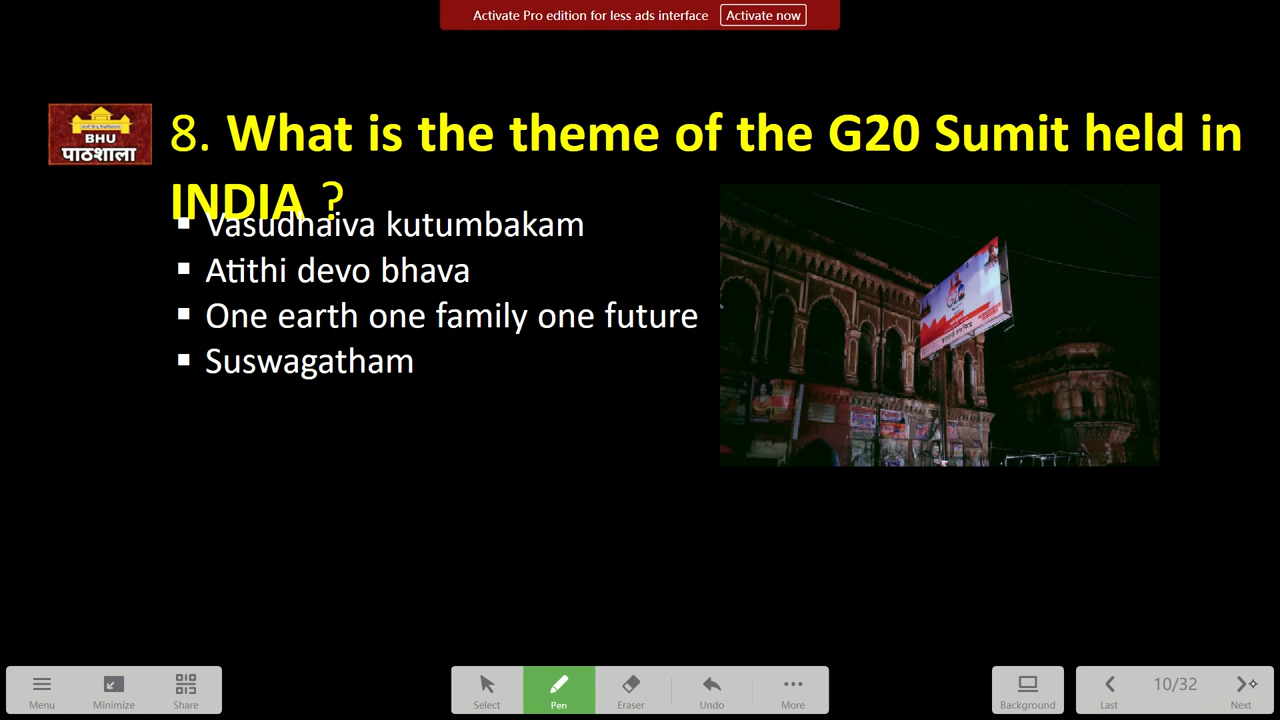 Activate Pro edition for less ads interface Activate now
BHU
पाठशाला
8. What is the theme of the G20 Sumit held in
INDIA ?
▪ Vasudhaiva kutumbakam
▪ Atithi devo bhava
▪ One earth one family one future
▪ Suswagatham
Menu Minimize Share Select Pen Eraser Undo More Background Last 10/32 Next